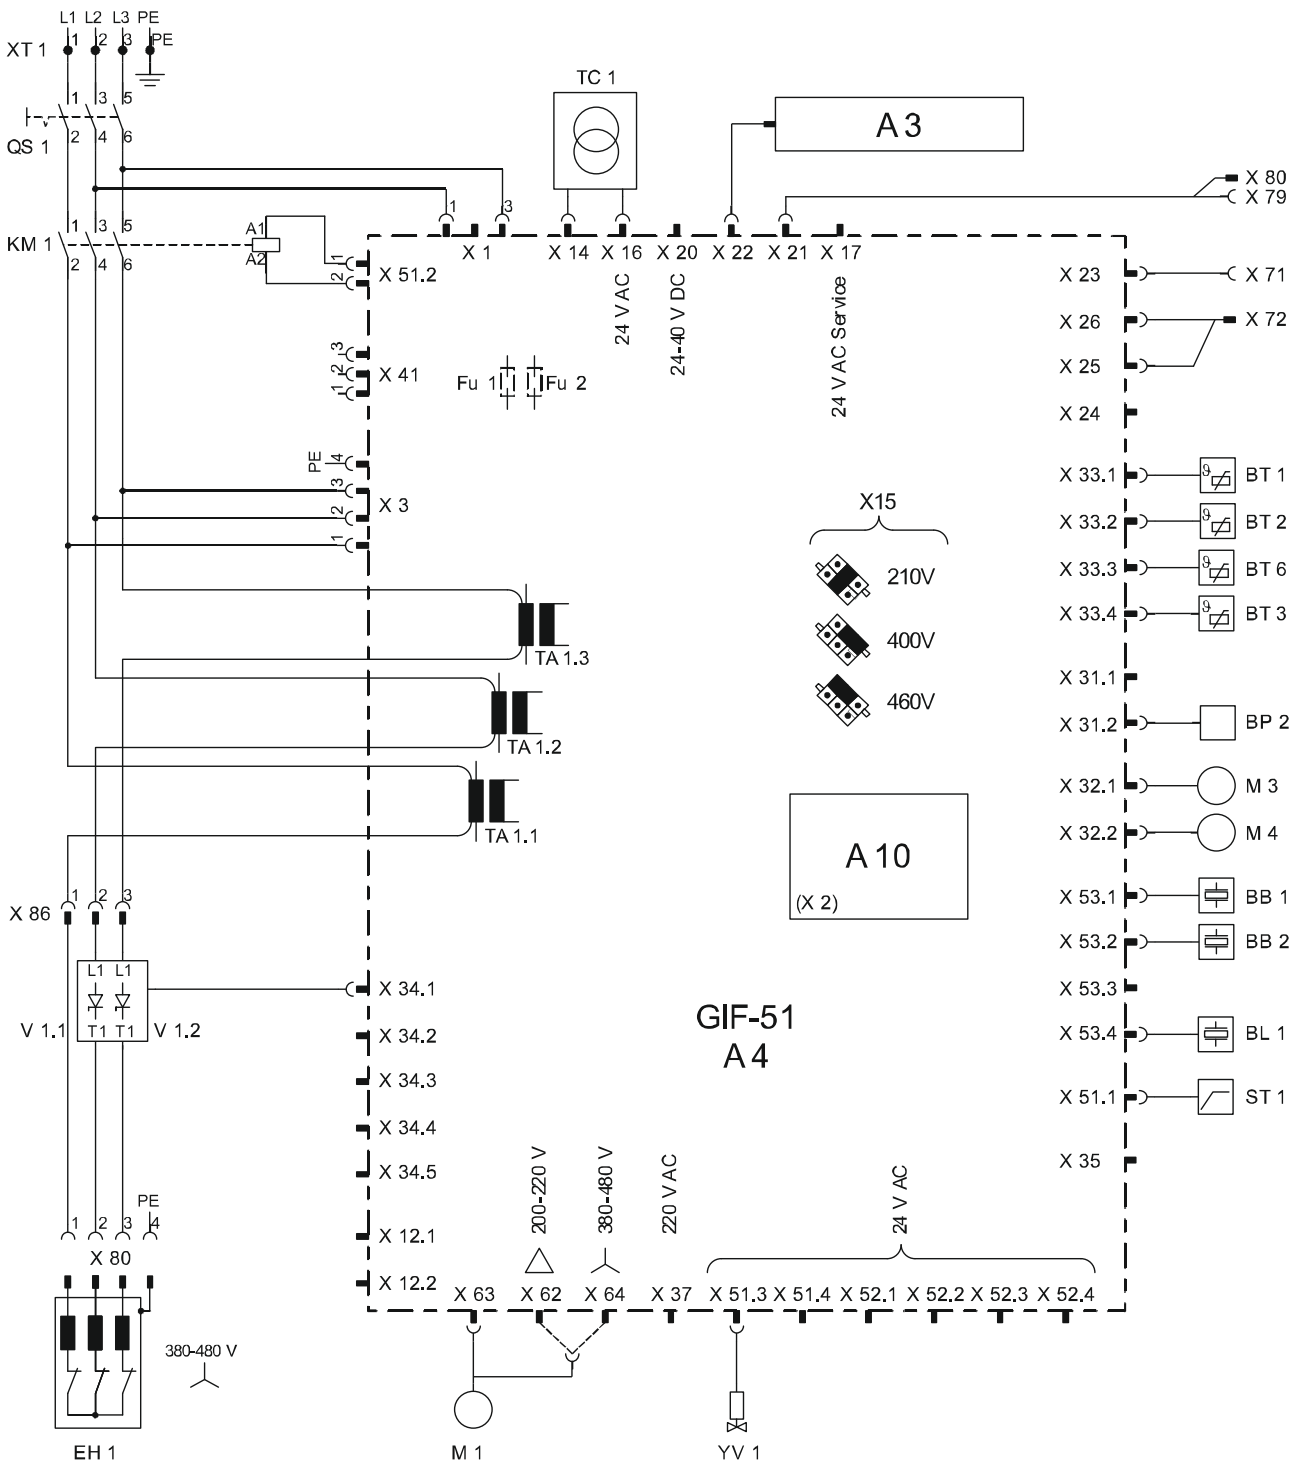 L1 L2 L3 PE
XT 1
1 2 3 PE
TC 1
A 3
1 3 5
QS 1
2 4 6
X 80
X 79
1 3
1 3 5
KM 1
2 4 6
A1
A2
1
2
X 51.2
X 1
X 14
X 16
X 20
X 22
X 21
X 17
24 V AC
24-40 V DC
24 V AC Service
X 23
X 71
X 26
X 72
X 25
X 24
3
2
1
X 41
Fu 1
Fu 2
PE
4
3
2
1
X 3
X15
210V
400V
460V
X 33.1
BT 1
X 33.2
BT 2
X 33.3
BT 6
X 33.4
BT 3
ϑ
ϑ
ϑ
ϑ
X 31.1
X 31.2
BP 2
X 32.1
M 3
X 32.2
M 4
TA 1.3
TA 1.2
TA 1.1
A 10
(X 2)
X 53.1
BB 1
X 53.2
BB 2
X 53.3
X 53.4
BL 1
X 51.1
ST 1
X 35
1 2 3
X 86
L1 L1
V 1.1
T1 T1
V 1.2
X 34.1
X 34.2
X 34.3
X 34.4
X 34.5
X 12.1
X 12.2
GIF-51
A 4
200-220 V
380-480 V
220 V AC
24 V AC
X 63
X 62
X 64
X 37
X 51.3
X 51.4
X 52.1
X 52.2
X 52.3
X 52.4
PE
1 2 3 4
X 80
380-480 V
EH 1
M 1
YV 1